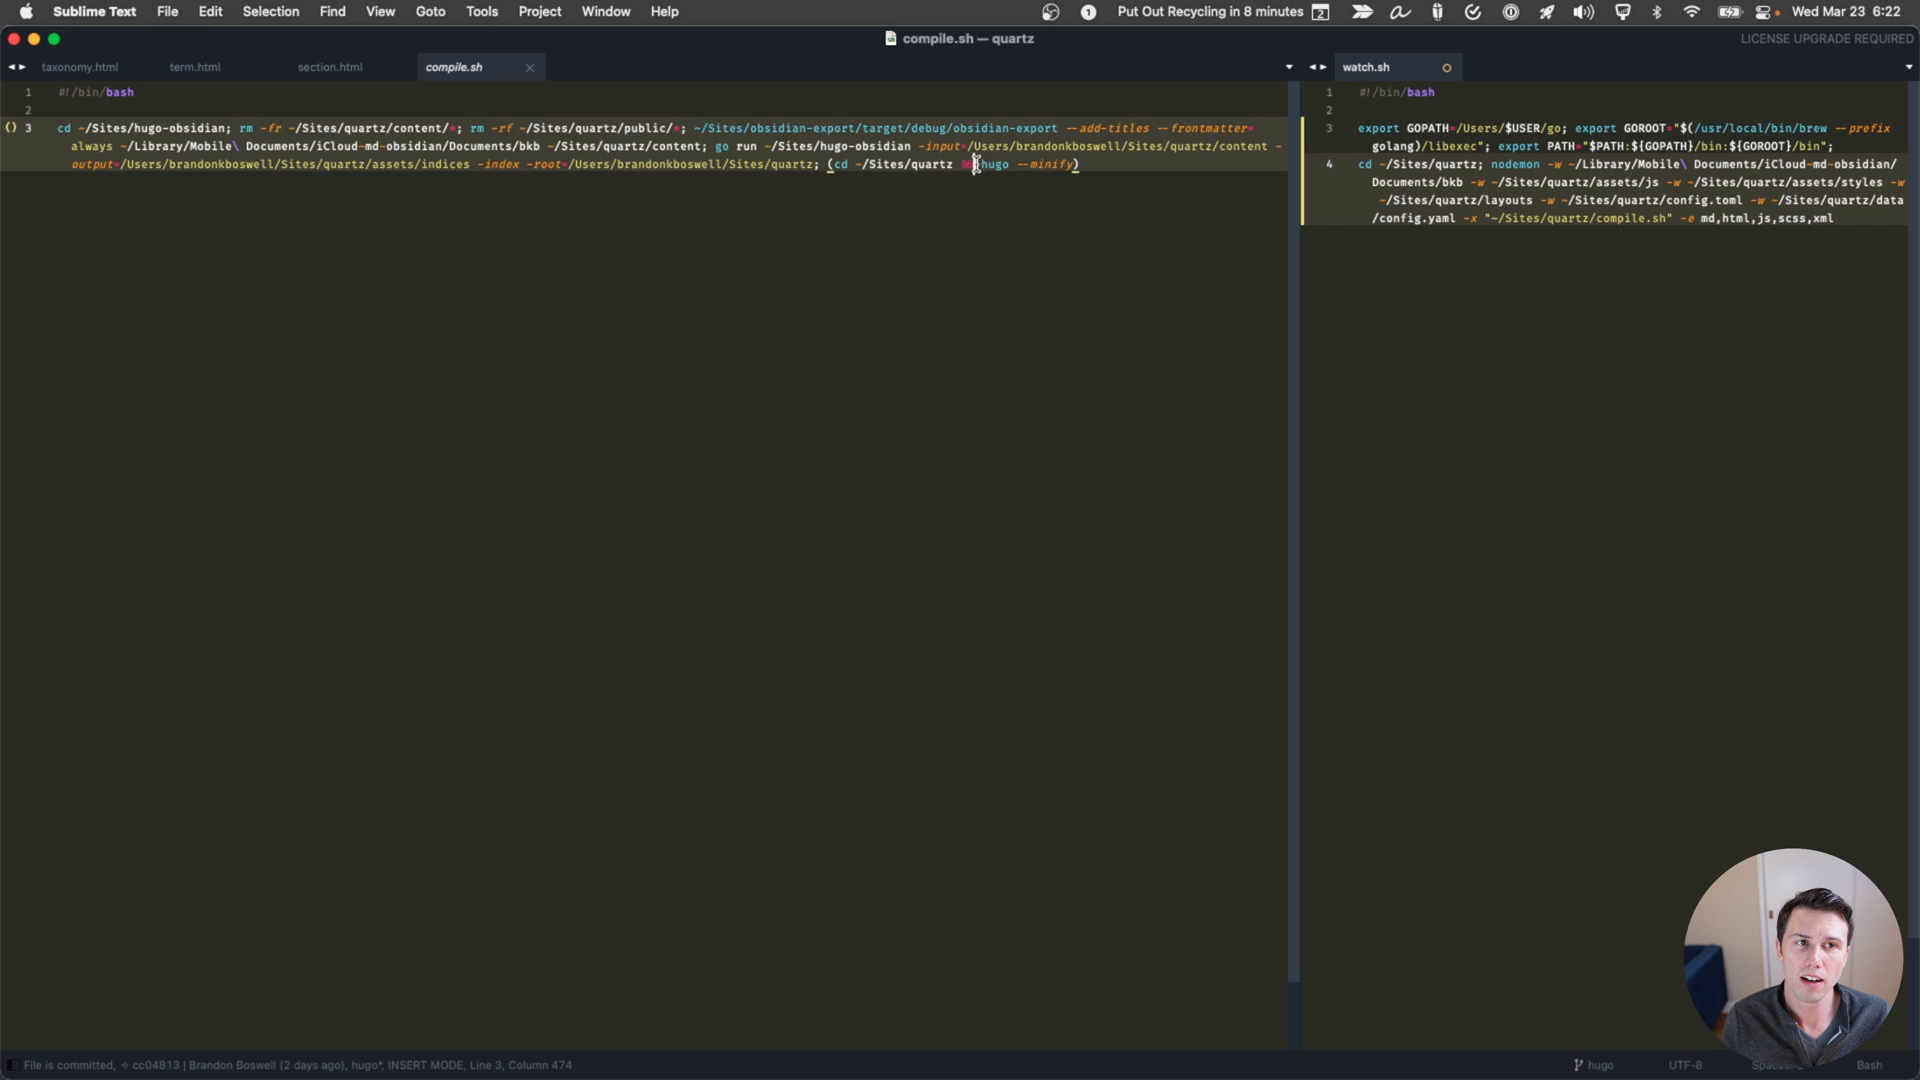 Sublime Text File Edit Selection Find View Goto Tools Project Window Help 1 Put Out Recycling in 8 minutes 2 Wed Mar 23 6:22
compile.sh — quartz LICENSE UPGRADE REQUIRED
taxonomy.html term.html section.html compile.sh
1 #!/bin/bash
2
3 cd ~/Sites/hugo-obsidian; rm -fr ~/Sites/quartz/content/*; rm -rf ~/Sites/quartz/public/*; ~/Sites/obsidian-export/target/debug/obsidian-export --add-titles --frontmatter=
always ~/Library/Mobile\ Documents/iCloud~md~obsidian/Documents/bkb ~/Sites/quartz/content; go run ~/Sites/hugo-obsidian -input=/Users/brandonkboswell/Sites/quartz/content -
output=/Users/brandonkboswell/Sites/quartz/assets/indices -index -root=/Users/brandonkboswell/Sites/quartz; (cd ~/Sites/quartz && hugo --minify)
watch.sh
1 #!/bin/bash
2
3 export GOPATH=/Users/$USER/go; export GOROOT="$(/usr/local/bin/brew --prefix
golang)/libexec"; export PATH="$PATH:${GOPATH}/bin:${GOROOT}/bin";
4 cd ~/Sites/quartz; nodemon -w ~/Library/Mobile\ Documents/iCloud~md~obsidian/
Documents/bkb -w ~/Sites/quartz/assets/js -w ~/Sites/quartz/assets/styles -w
~/Sites/quartz/layouts -w ~/Sites/quartz/config.toml -w ~/Sites/quartz/data
/config.yaml -x "~/Sites/quartz/compile.sh" -e md,html,js,scss,xml
File is committed, cc04813 | Brandon Boswell (2 days ago), hugo*, INSERT MODE, Line 3, Column 474 hugo UTF-8 Bash